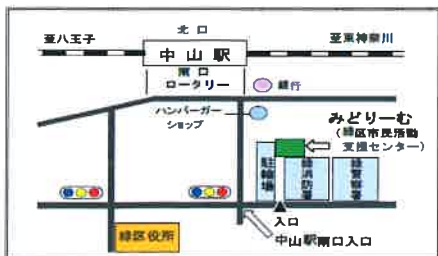 北口
至八王子
中山駅
至東神奈川
南口
ロータリー
銀行
ハンバーガー
ショップ
みどりーむ
(緑区市民活動
支援センター)
駐輪場
緑消防署
緑警察署
入口
緑区役所
中山駅南口入口